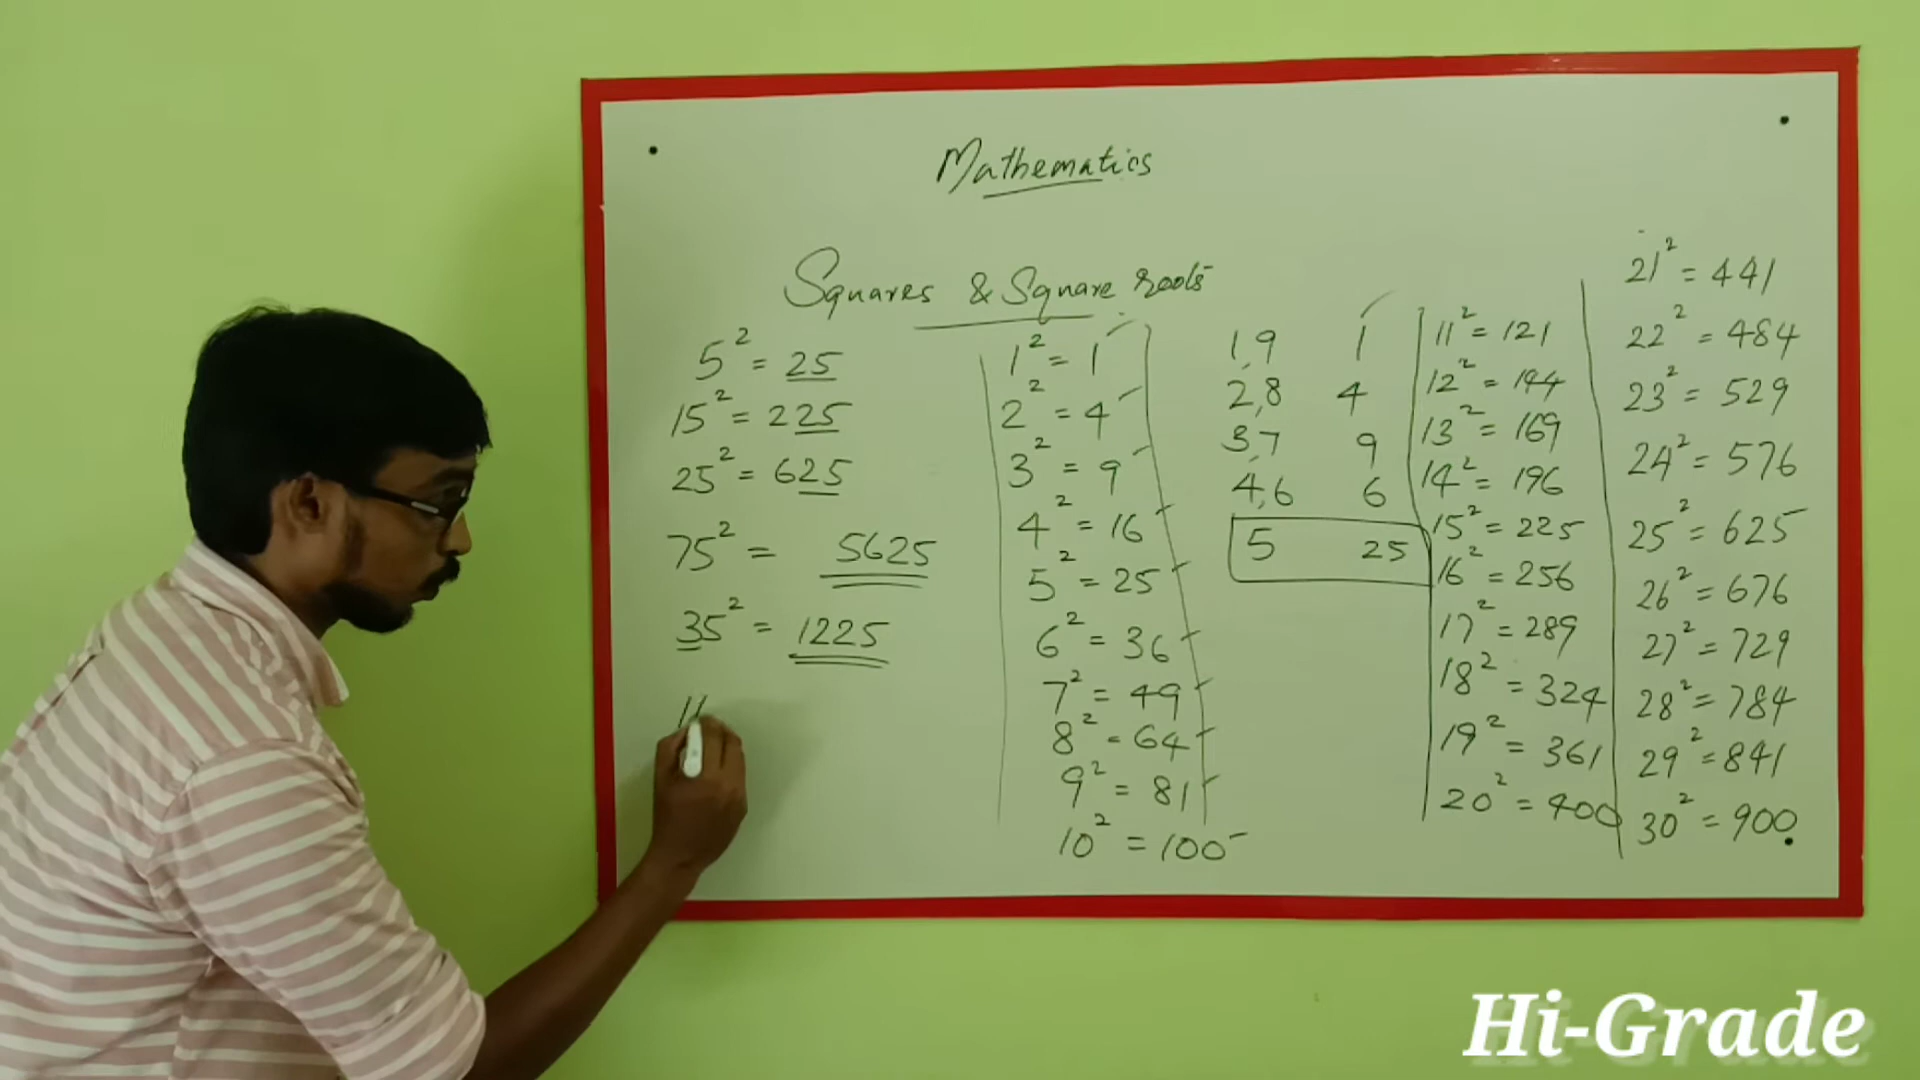 Mathematics
Squares & Square roots
5² = 25
15² = 225
25² = 625
75² = 5625
35² = 1225
11
1² = 1
2² = 4
3² = 9
4² = 16
5² = 25
6² = 36
7² = 49
8² = 64
9² = 81
10² = 100
1,9 1
2,8 4
3,7 9
4,6 6
5 25
11² = 121
12² = 144
13² = 169
14² = 196
15² = 225
16² = 256
17² = 289
18² = 324
19² = 361
20² = 400
21² = 441
22² = 484
23² = 529
24² = 576
25² = 625
26² = 676
27² = 729
28² = 784
29² = 841
30² = 900
Hi-Grade